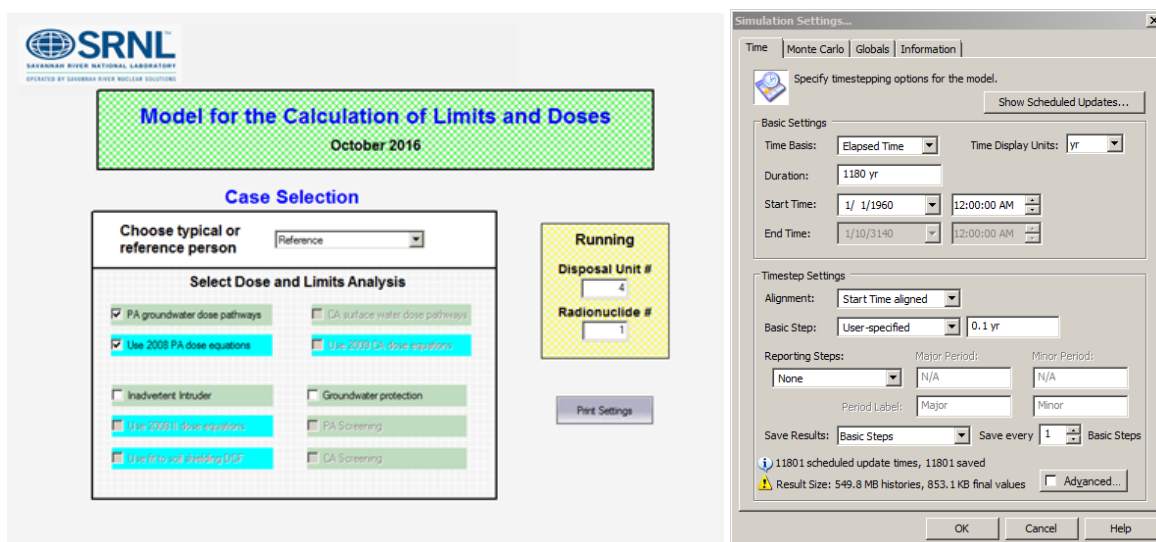 SRNL™
SAVANNAH RIVER NATIONAL LABORATORY
OPERATED BY SAVANNAH RIVER NUCLEAR SOLUTIONS
Model for the Calculation of Limits and Doses
October 2016
Case Selection
Choose typical or
reference person
Reference
Select Dose and Limits Analysis
PA groundwater dose pathways
CA surface water dose pathways
Use 2008 PA dose equations
Use 2009 CA dose equations
Inadvertent Intruder
Groundwater protection
Use 2008 II dose equations
PA Screening
Use fit to soil shielding DCF
CA Screening
Running
Disposal Unit #
4
Radionuclide #
1
Print Settings
Simulation Settings...
Time Monte Carlo Globals Information
Specify timestepping options for the model.
Show Scheduled Updates...
Basic Settings
Time Basis: Elapsed Time Time Display Units: yr
Duration: 1180 yr
Start Time: 1/ 1/1960 12:00:00 AM
End Time: 1/10/3140 12:00:00 AM
Timestep Settings
Alignment: Start Time aligned
Basic Step: User-specified 0.1 yr
Reporting Steps: Major Period: Minor Period:
None N/A N/A
Period Label: Major Minor
Save Results: Basic Steps Save every 1 Basic Steps
11801 scheduled update times, 11801 saved
Result Size: 549.8 MB histories, 853.1 KB final values Advanced...
OK Cancel Help